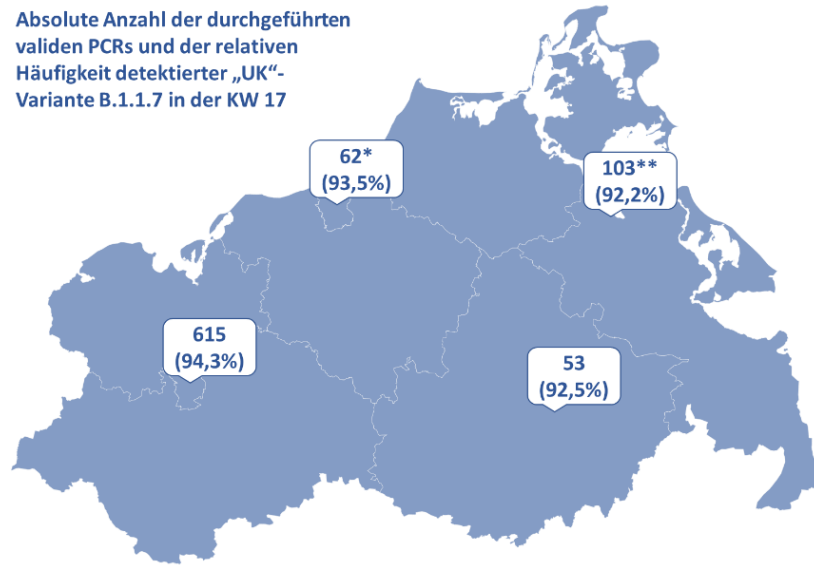 Absolute Anzahl der durchgeführten
validen PCRs und der relativen
Häufigkeit detektierter „UK“-
Variante B.1.1.7 in der KW 17
62*
(93,5%)
103**
(92,2%)
615
(94,3%)
53
(92,5%)